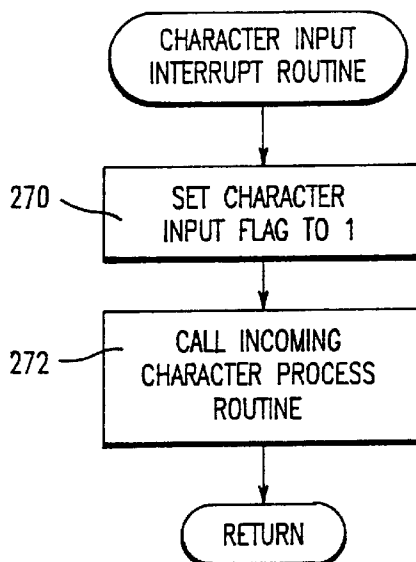 CHARACTER INPUT
INTERRUPT ROUTINE
270
SET CHARACTER
INPUT FLAG TO 1
272
CALL INCOMING
CHARACTER PROCESS
ROUTINE
RETURN